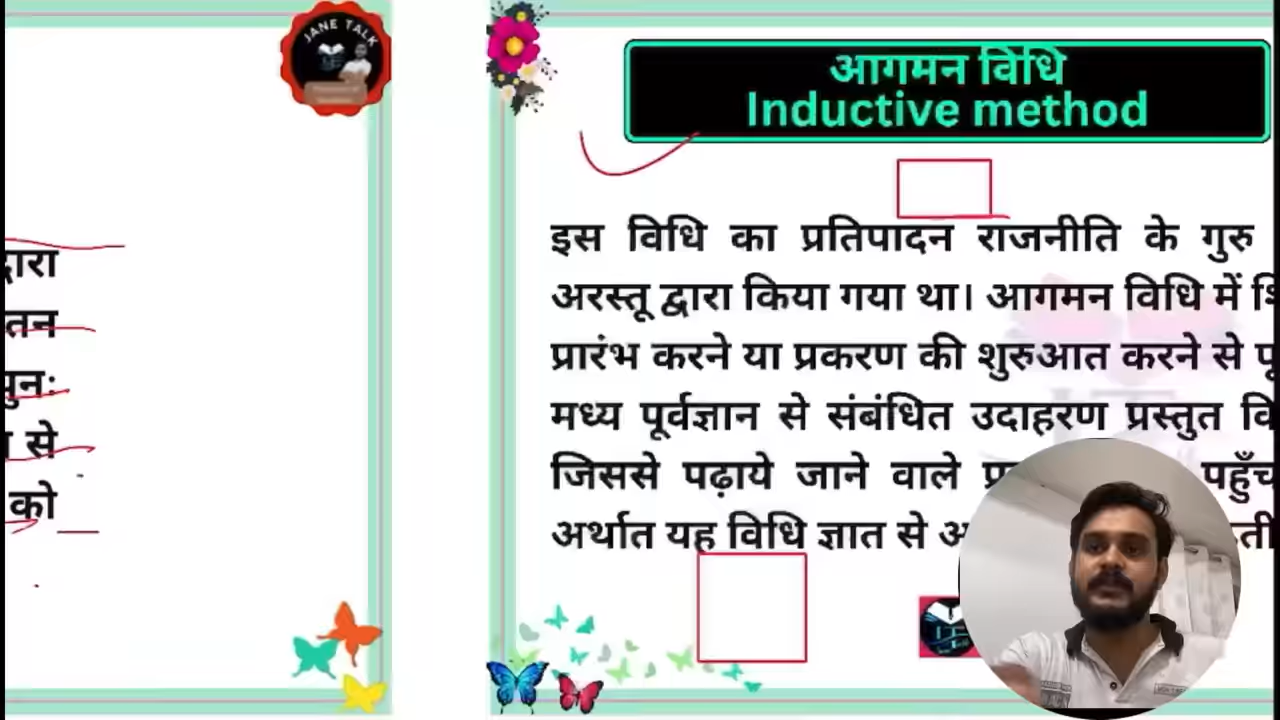 JANE TALK
द्वारा
तन
पुनः
से
को
आगमन विधि
Inductive method
इस विधि का प्रतिपादन राजनीति के गुरु
अरस्तू द्वारा किया गया था। आगमन विधि में
प्रारंभ करने या प्रकरण की शुरुआत करने से
मध्य पूर्वज्ञान से संबंधित उदाहरण प्रस्तुत
जिससे पढ़ाये जाने वाले
अर्थात यह विधि ज्ञात से